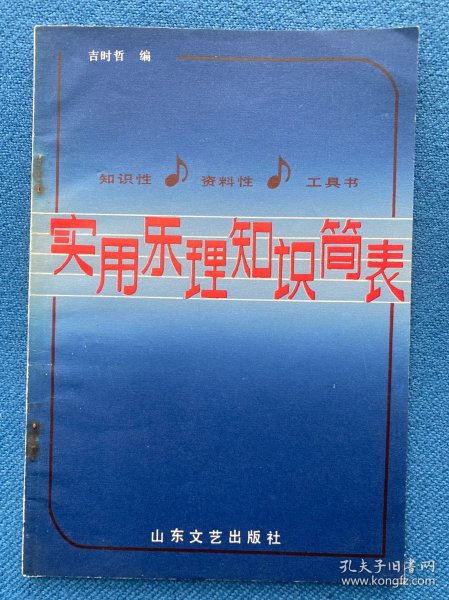 吉时哲 编
知识性 资料性 工具书
实用乐理知识简表
山东文艺出版社
孔夫子旧书网
www.kongfz.com